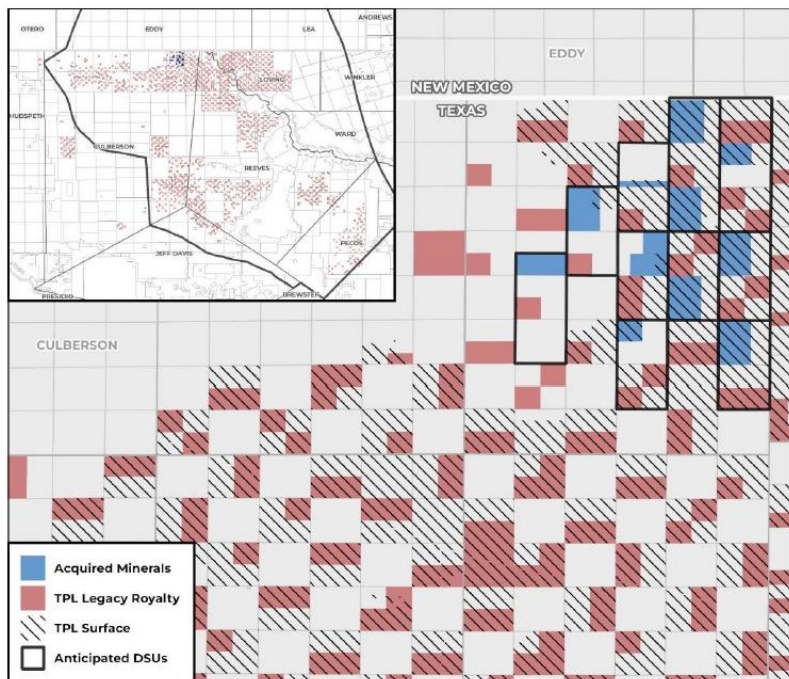 OTERO
EDDY
LEA
ANDREWS
LOVING
WINKLER
HUDSPETH
WARD
CULBERSON
REEVES
PECOS
JEFF DAVIS
PRESIDIO
BREWSTER
EDDY
NEW MEXICO
TEXAS
CULBERSON
Acquired Minerals
TPL Legacy Royalty
TPL Surface
Anticipated DSUs